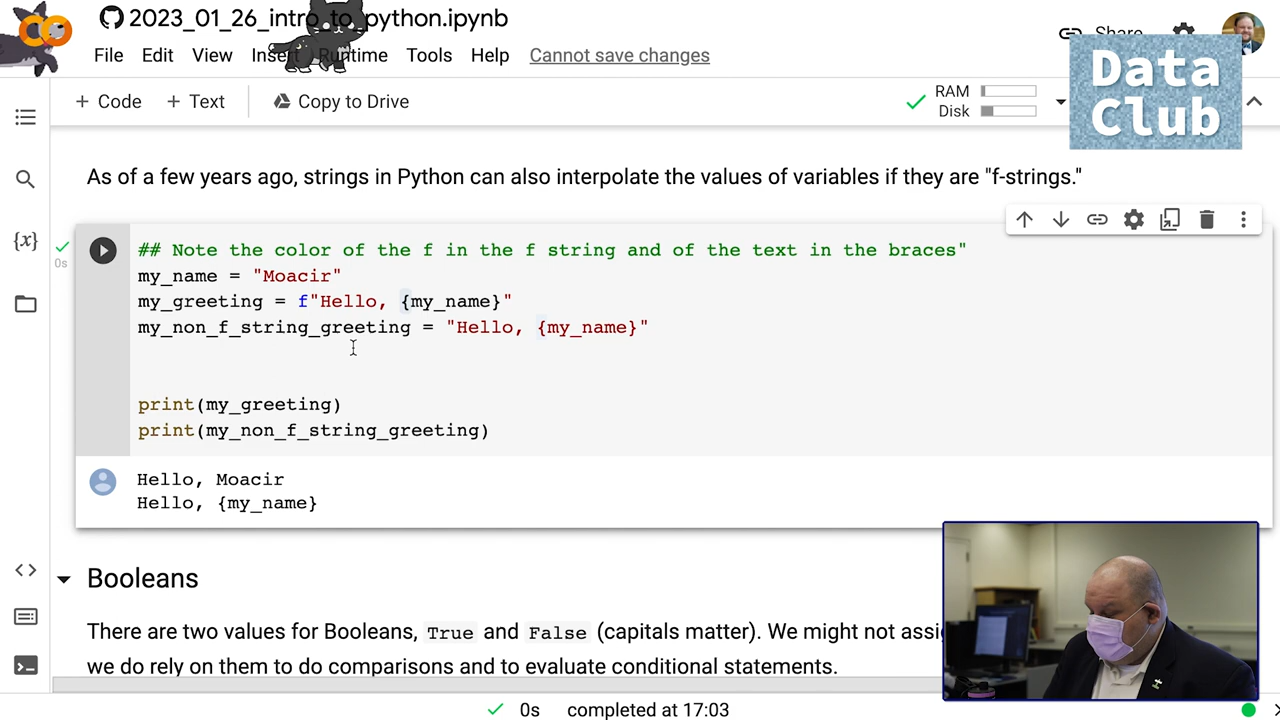 2023_01_26_intro_to_python.ipynb
Share
File Edit View Insert Runtime Tools Help Cannot save changes
Data
Club
+ Code + Text Copy to Drive
RAM
Disk
As of a few years ago, strings in Python can also interpolate the values of variables if they are "f-strings."
{x}
0s
## Note the color of the f in the f string and of the text in the braces"
my_name = "Moacir"
my_greeting = f"Hello, {my_name}"
my_non_f_string_greeting = "Hello, {my_name}"
print(my_greeting)
print(my_non_f_string_greeting)
Hello, Moacir
Hello, {my_name}
Booleans
There are two values for Booleans, True and False (capitals matter). We might not
we do rely on them to do comparisons and to evaluate conditional statements.
0s completed at 17:03